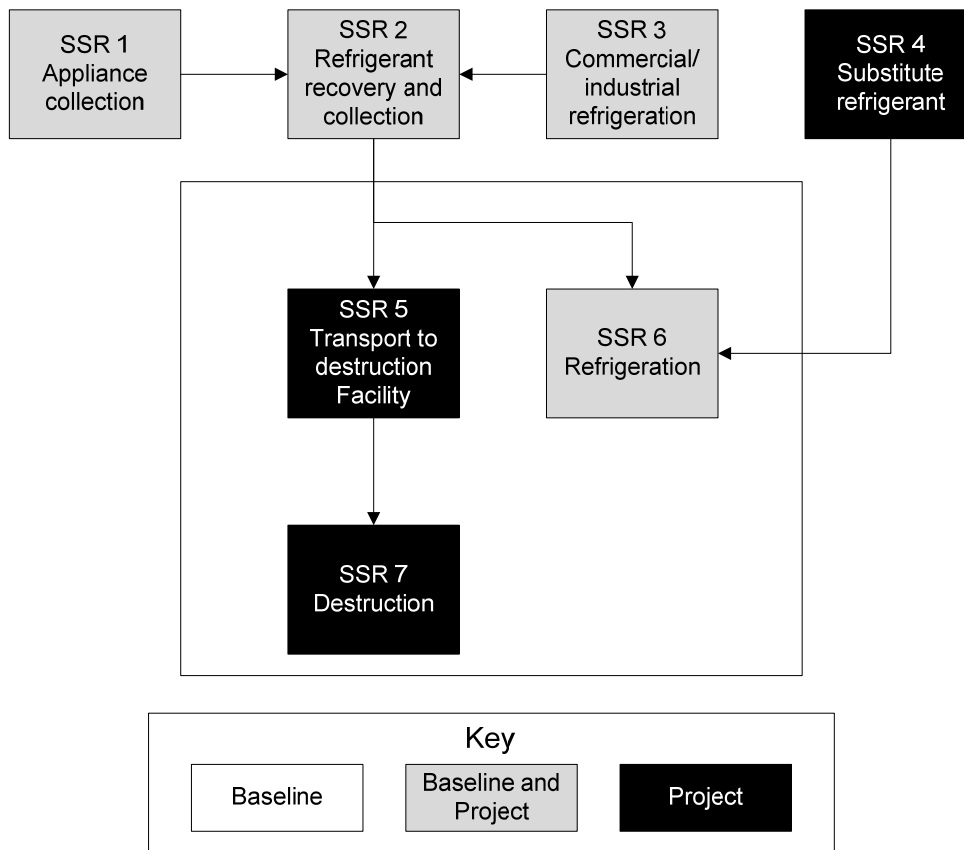 SSR 1
Appliance
collection
SSR 2
Refrigerant
recovery and
collection
SSR 3
Commercial/
industrial
refrigeration
SSR 4
Substitute
refrigerant
SSR 5
Transport to
destruction
Facility
SSR 6
Refrigeration
SSR 7
Destruction
Key
Baseline
Baseline and
Project
Project